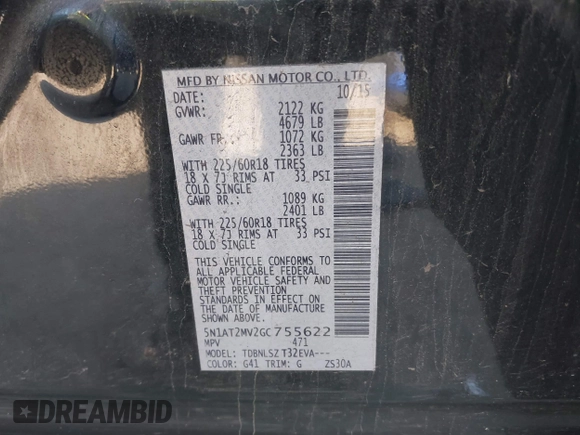 MFD BY NISSAN MOTOR CO., LTD.
DATE: 10/15
GVWR: 2122 KG
4679 LB
GAWR FR.: 1072 KG
2363 LB
WITH 225/60R18 TIRES
18 X 7J RIMS AT 33 PSI
COLD SINGLE
GAWR RR.: 1089 KG
2401 LB
WITH 225/60R18 TIRES
18 X 7J RIMS AT 33 PSI
COLD SINGLE
THIS VEHICLE CONFORMS TO
ALL APPLICABLE FEDERAL
MOTOR VEHICLE SAFETY AND
THEFT PREVENTION
STANDARDS IN EFFECT ON
THE DATE OF MANUFACTURE
SHOWN ABOVE.
5N1AT2MV2GC755622
MPV 471
MODEL: TDBNLSZ T32EVA---
COLOR: G41 TRIM: G ZS30A
DREAMBID